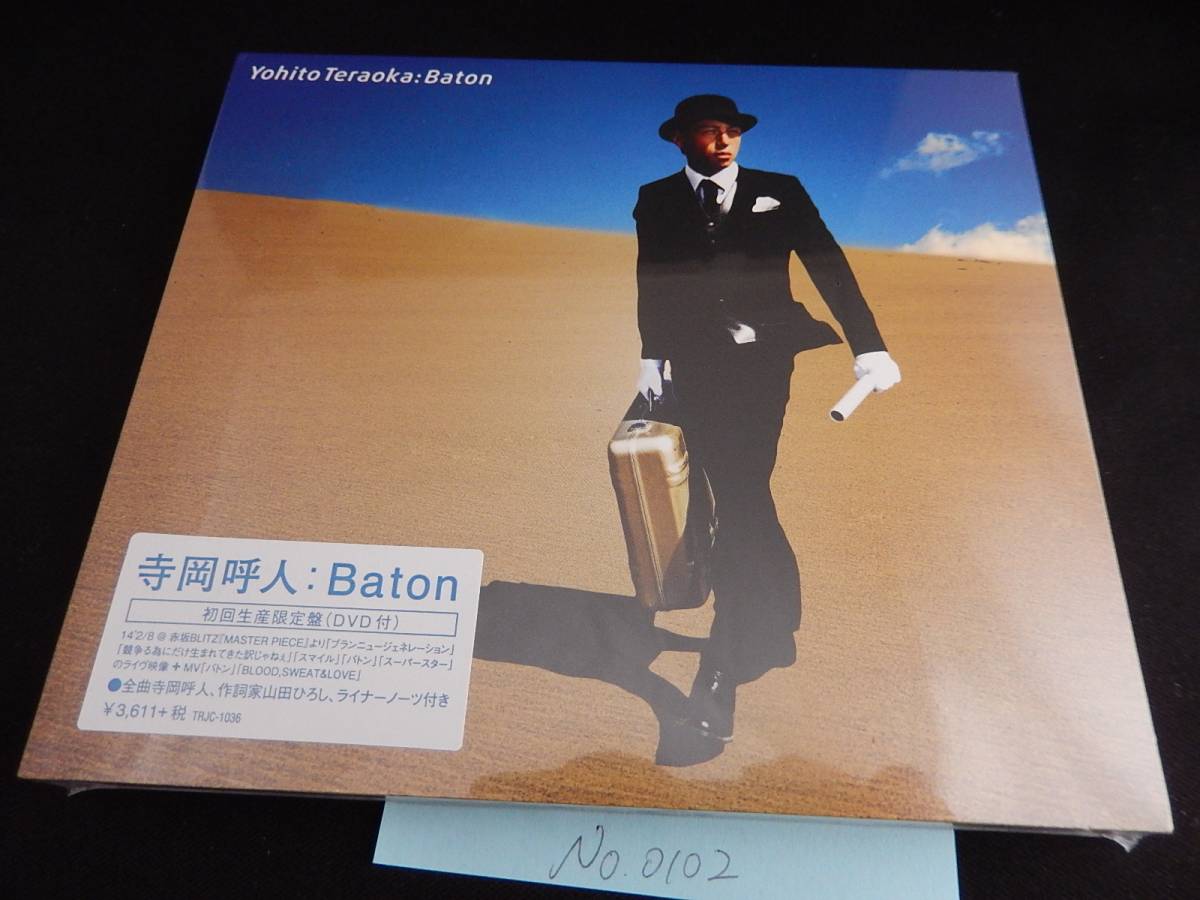 Yohito Teraoka: Baton
寺岡呼人：Baton
初回生産限定盤（DVD付）
14'2/8 @ 赤坂BLITZ『MASTER PIECE』より「ブランニュージェネレーション」
「競争る為にだけ生まれてきた訳じゃねぇ」「スマイル」「バトン」「スーパースター」
のライヴ映像 + MV「バトン」「BLOOD,SWEAT&LOVE」
●全曲寺岡呼人、作詞家山田ひろし、ライナーノーツ付き
¥3,611+税 TRJC-1036
No.0102